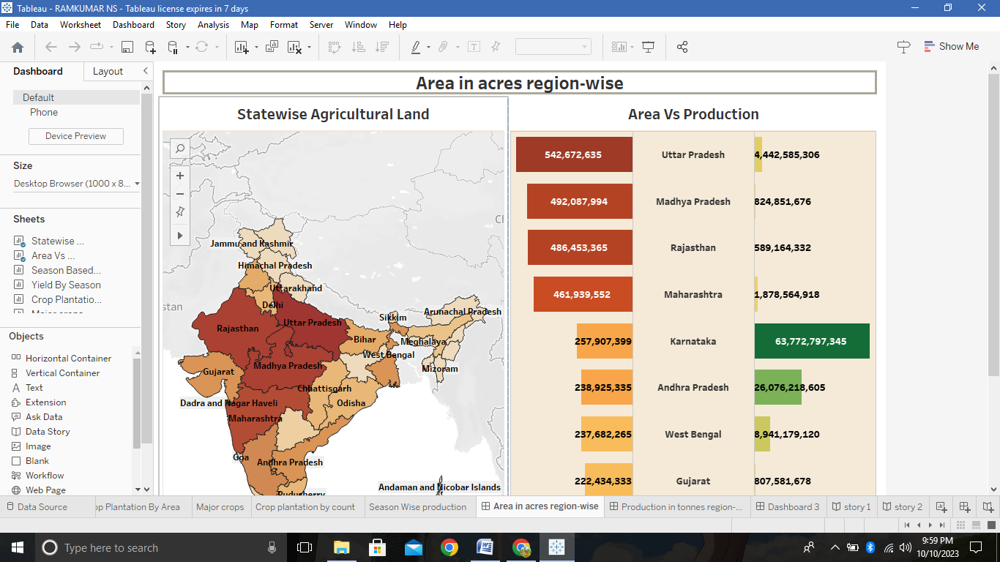 Tableau - RAMKUMAR NS - Tableau license expires in 7 days
File Data Worksheet Dashboard Story Analysis Map Format Server Window Help
Show Me
Dashboard Layout
Default
Phone
Device Preview
Size
Desktop Browser (1000 x 8...
Sheets
Statewise ...
Area Vs ...
Season Based...
Yield By Season
Crop Plantatio...
Major crops
Objects
Horizontal Container
Vertical Container
Text
Extension
Ask Data
Data Story
Image
Blank
Workflow
Web Page
Area in acres region-wise
Statewise Agricultural Land
Jammu and Kashmir
Himachal Pradesh
Uttarakhand
stan
Ch
Delhi
Arunachal Pradesh
Sikkim
Uttar Pradesh
Rajasthan
Bihar
Meghalaya
West Bengal
Madhya Pradesh
Mizoram
Gujarat
Chhattisgarh
Dadra and Nagar Haveli
Odisha
Maharashtra
Goa
Andhra Pradesh
Andaman and Nicobar Islands
Puducherry
Area Vs Production
542,672,635 Uttar Pradesh 4,442,585,306
492,087,994 Madhya Pradesh 824,851,676
486,453,365 Rajasthan 589,164,332
461,939,552 Maharashtra 1,878,564,918
257,907,399 Karnataka 63,772,797,345
238,925,335 Andhra Pradesh 26,076,218,605
237,682,265 West Bengal 8,941,179,120
222,434,333 Gujarat 807,581,678
Data Source op Plantation By Area Major crops Crop plantation by count Season Wise production Area in acres region-wise Production in tonnes region-... Dashboard 3 story 1 story 2
Type here to search
9:59 PM
10/10/2023